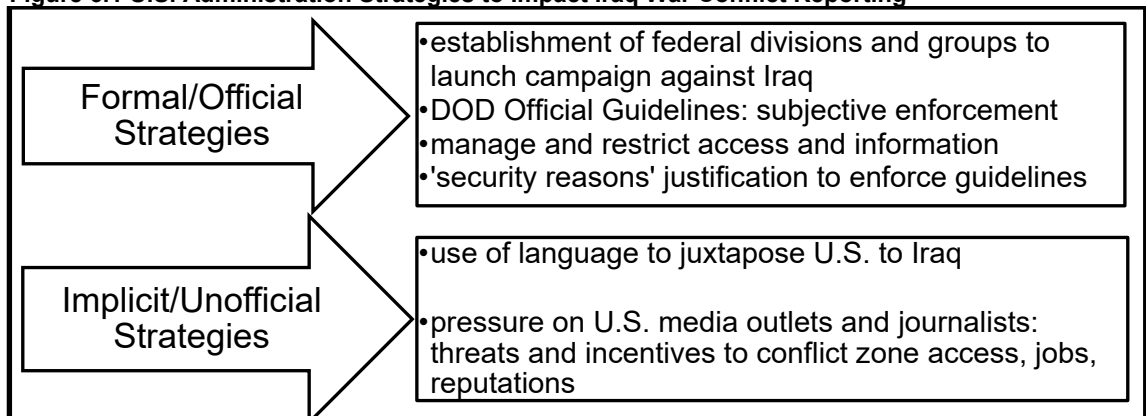 Figure 6.1 U.S. Administration Strategies to Impact Iraq War Conflict Reporting
Formal/Official
Strategies
•establishment of federal divisions and groups to
launch campaign against Iraq
•DOD Official Guidelines: subjective enforcement
•manage and restrict access and information
•'security reasons' justification to enforce guidelines
Implicit/Unofficial
Strategies
•use of language to juxtapose U.S. to Iraq
•pressure on U.S. media outlets and journalists:
threats and incentives to conflict zone access, jobs,
reputations